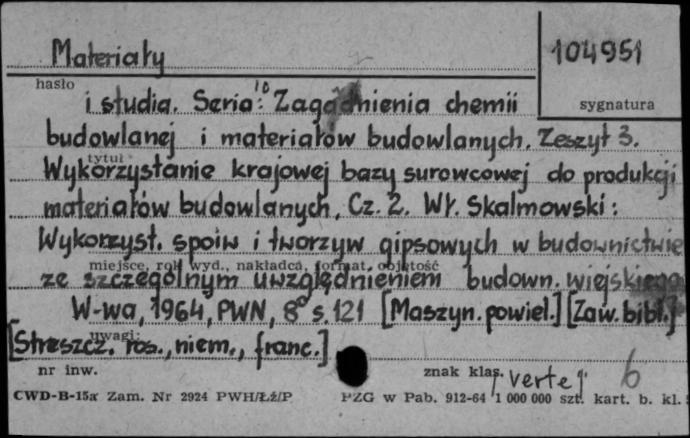 Materiały
104951
hasło
sygnatura
i studia. Seria: Zagadnienia chemii
budowlanej i materiałów budowlanych. Zeszyt 3.
tytuł
Wykorzystanie krajowej bazy surowcowej do produkcji
materiałów budowlanych. Cz. 2. Wł. Skalmowski:
Wykorzyst. spoiw i tworzyw gipsowych w budownictwie
miejsce, rok wyd., nakładca, format, objętość
ze szczególnym uwzględnieniem budown. wiejskiego
W-wa, 1964, PWN, 8° s. 121 [Maszyn. powiel.] [Zaw. bibl.]
uwagi:
[Streszcz. ros., niem., franc.]
nr inw.
znak klas.
/verte/ 6
CWD-B-15a Zam. Nr 2924 PWH/Łź/P
PZG w Pab. 912-64 1 000 000 szt. kart. b. kl.